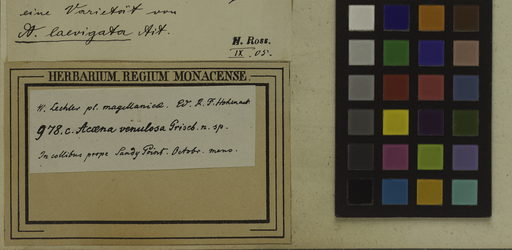 eine Varietät von
A. laevigata Ait.
H. Ross.
IX. 05.
HERBARIUM REGIUM MONACENSE
W. Lechler pl. magellanicae. Ed. R. F. Hohenack
978. c. Acaena venulosa Griseb. n. sp.
In collibus prope Sandy Point. Octobr. mens.